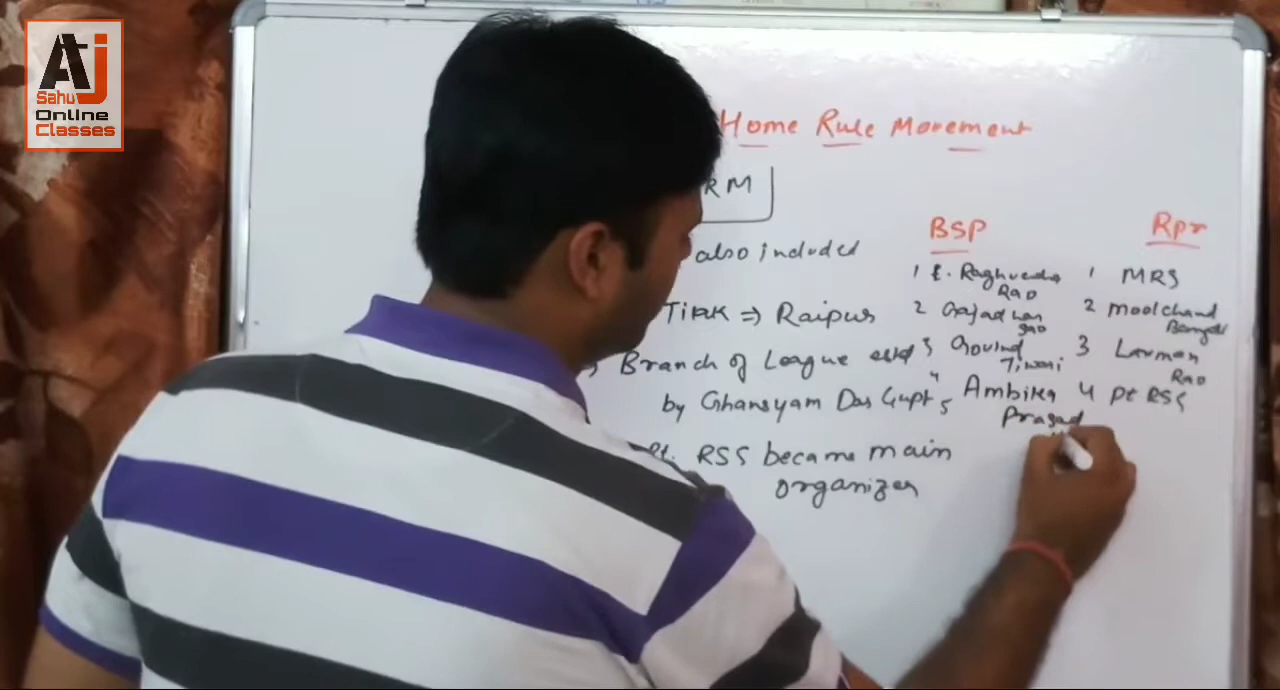 AJ
Sahu
Online
Classes
Home Rule Movement
RM
also included
Tilak => Raipur
Branch of League estd
by Ghansyam Das Gupt
Pt. RSS became main
organizer
BSP
1 E. Raghvendra
Rao
2 Gajadhar
sao
3 Govind
Tiwari
4 Ambika
5 Prasad
Rpr
1 MRS
2 Moolchand
3 Laxman
Rao
4 Pt RSS